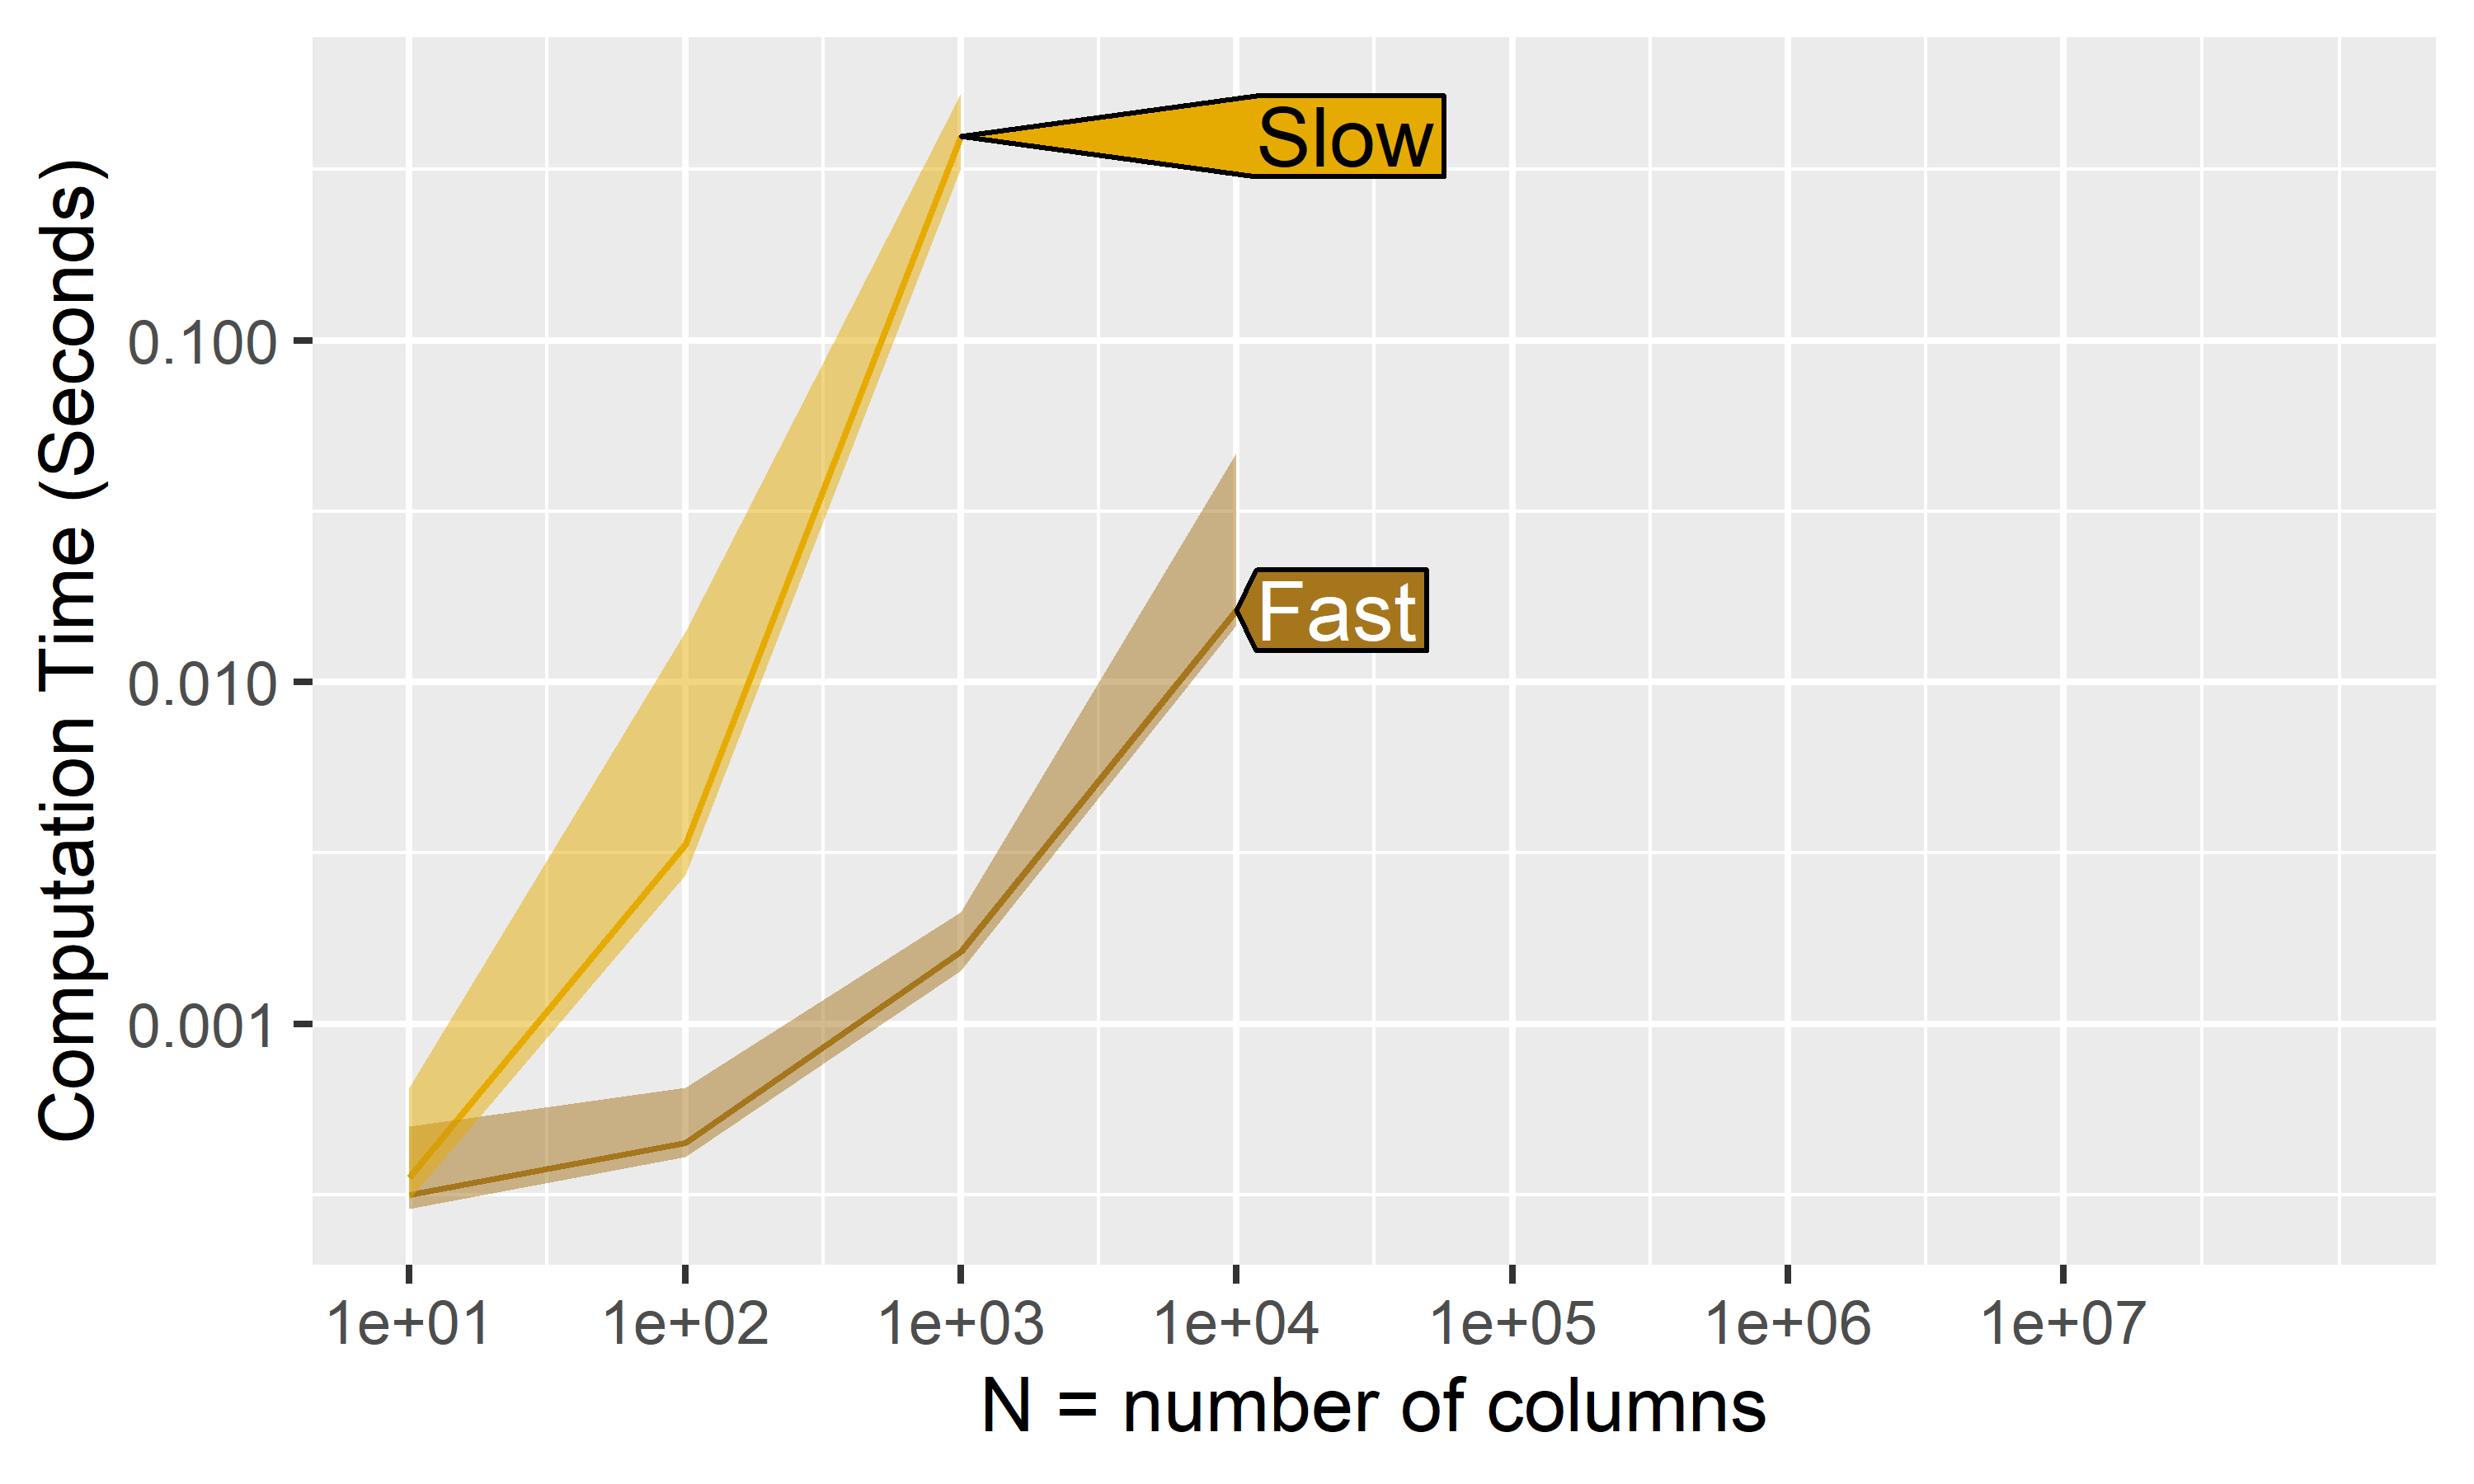 Computation Time (Seconds)
0.100
0.010
0.001
Slow
Fast
1e+01 1e+02 1e+03 1e+04 1e+05 1e+06 1e+07
N = number of columns